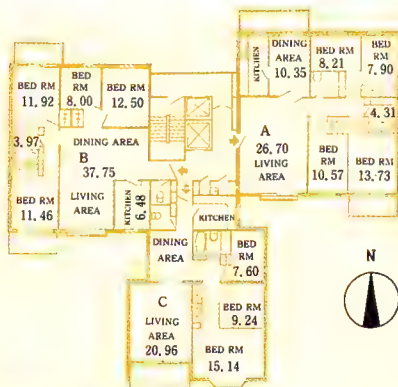 BED RM
11.92
BED
RM
8.00
BED RM
12.50
3.97
DINING AREA
B
37.75
LIVING
AREA
BED RM
11.46
KITCHEN
6.48
KITCHEN
DINING
AREA
10.35
BED RM
8.21
BED RM
7.90
4.31
A
26.70
LIVING
AREA
BED RM
10.57
BED RM
13.73
KITCHEN
DINING
AREA
BED
RM
7.60
BED RM
9.24
C
LIVING
AREA
20.96
BED RM
15.14
N